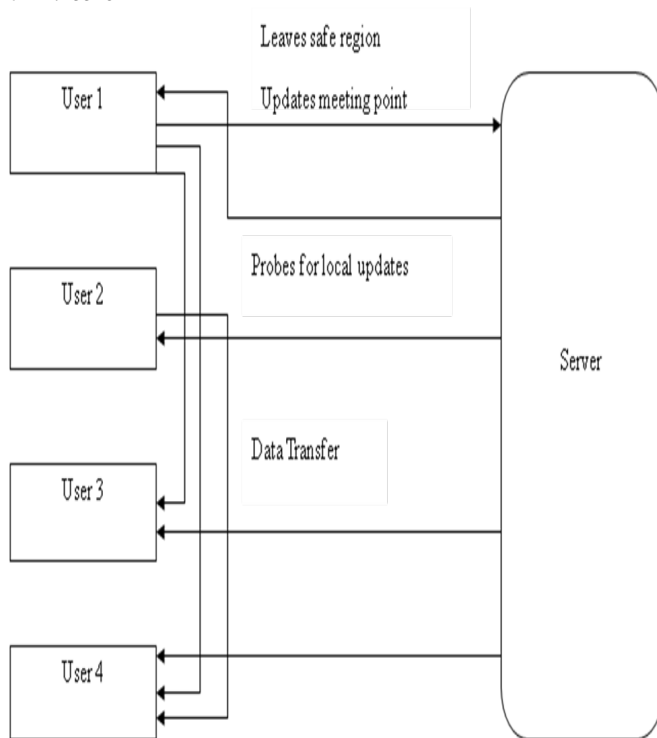 Leaves safe region
User 1
Updates meeting point
Probes for local updates
User 2
Server
Data Transfer
User 3
User 4